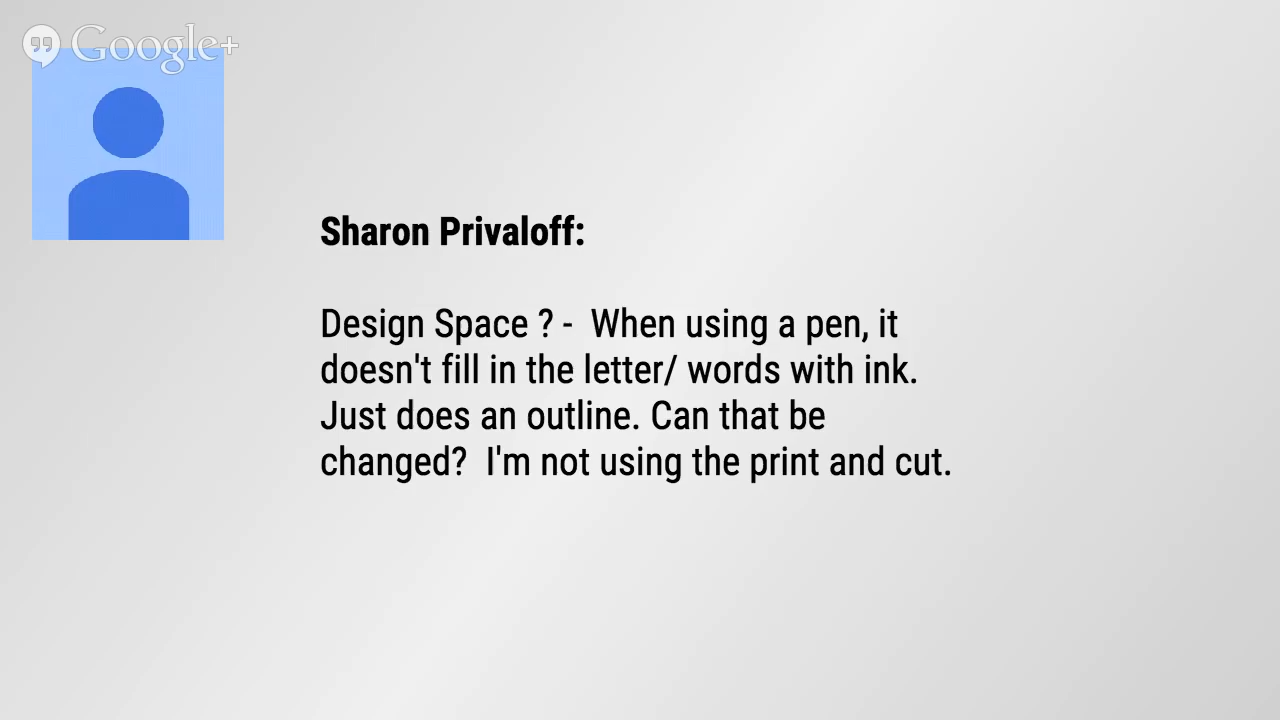 Google+
Sharon Privaloff:
Design Space ? -  When using a pen, it
doesn't fill in the letter/ words with ink.
Just does an outline. Can that be
changed?  I'm not using the print and cut.